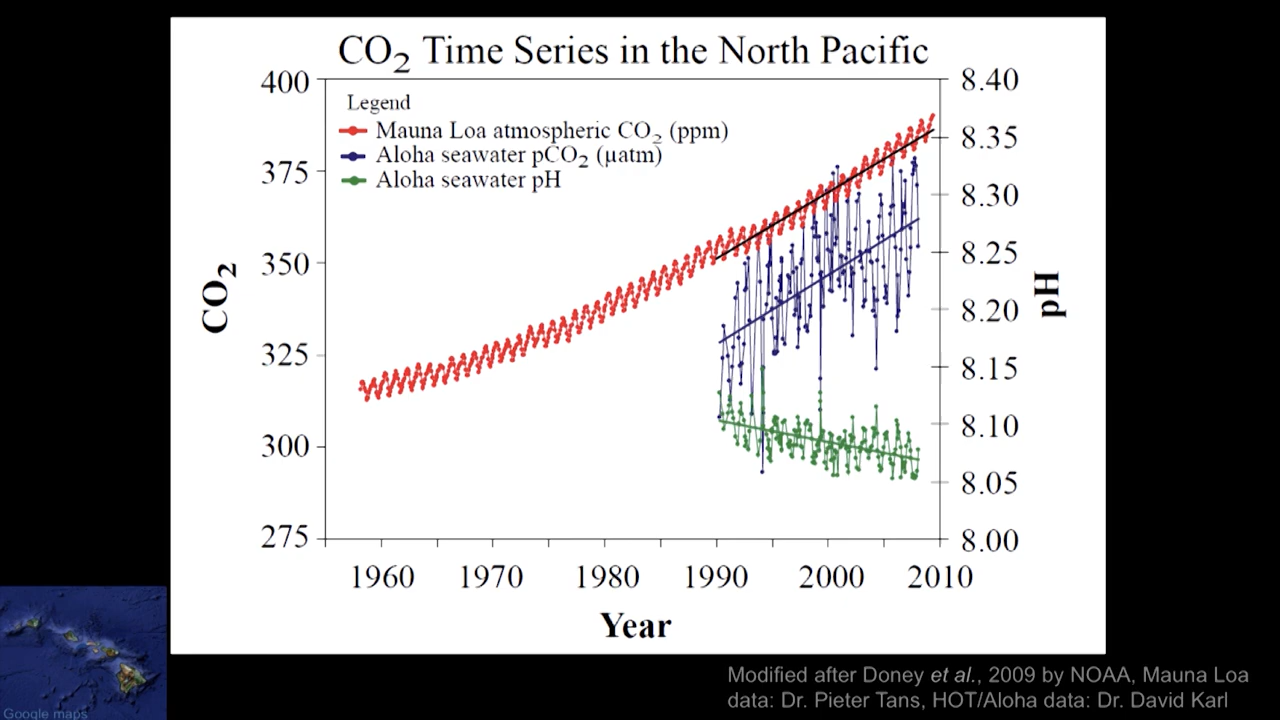 CO2 Time Series in the North Pacific
400
375
350
325
300
275
CO2
Legend
Mauna Loa atmospheric CO2 (ppm)
Aloha seawater pCO2 (µatm)
Aloha seawater pH
8.40
8.35
8.30
8.25
8.20
8.15
8.10
8.05
8.00
pH
1960 1970 1980 1990 2000 2010
Year
Google maps
Modified after Doney et al., 2009 by NOAA, Mauna Loa
data: Dr. Pieter Tans, HOT/Aloha data: Dr. David Karl